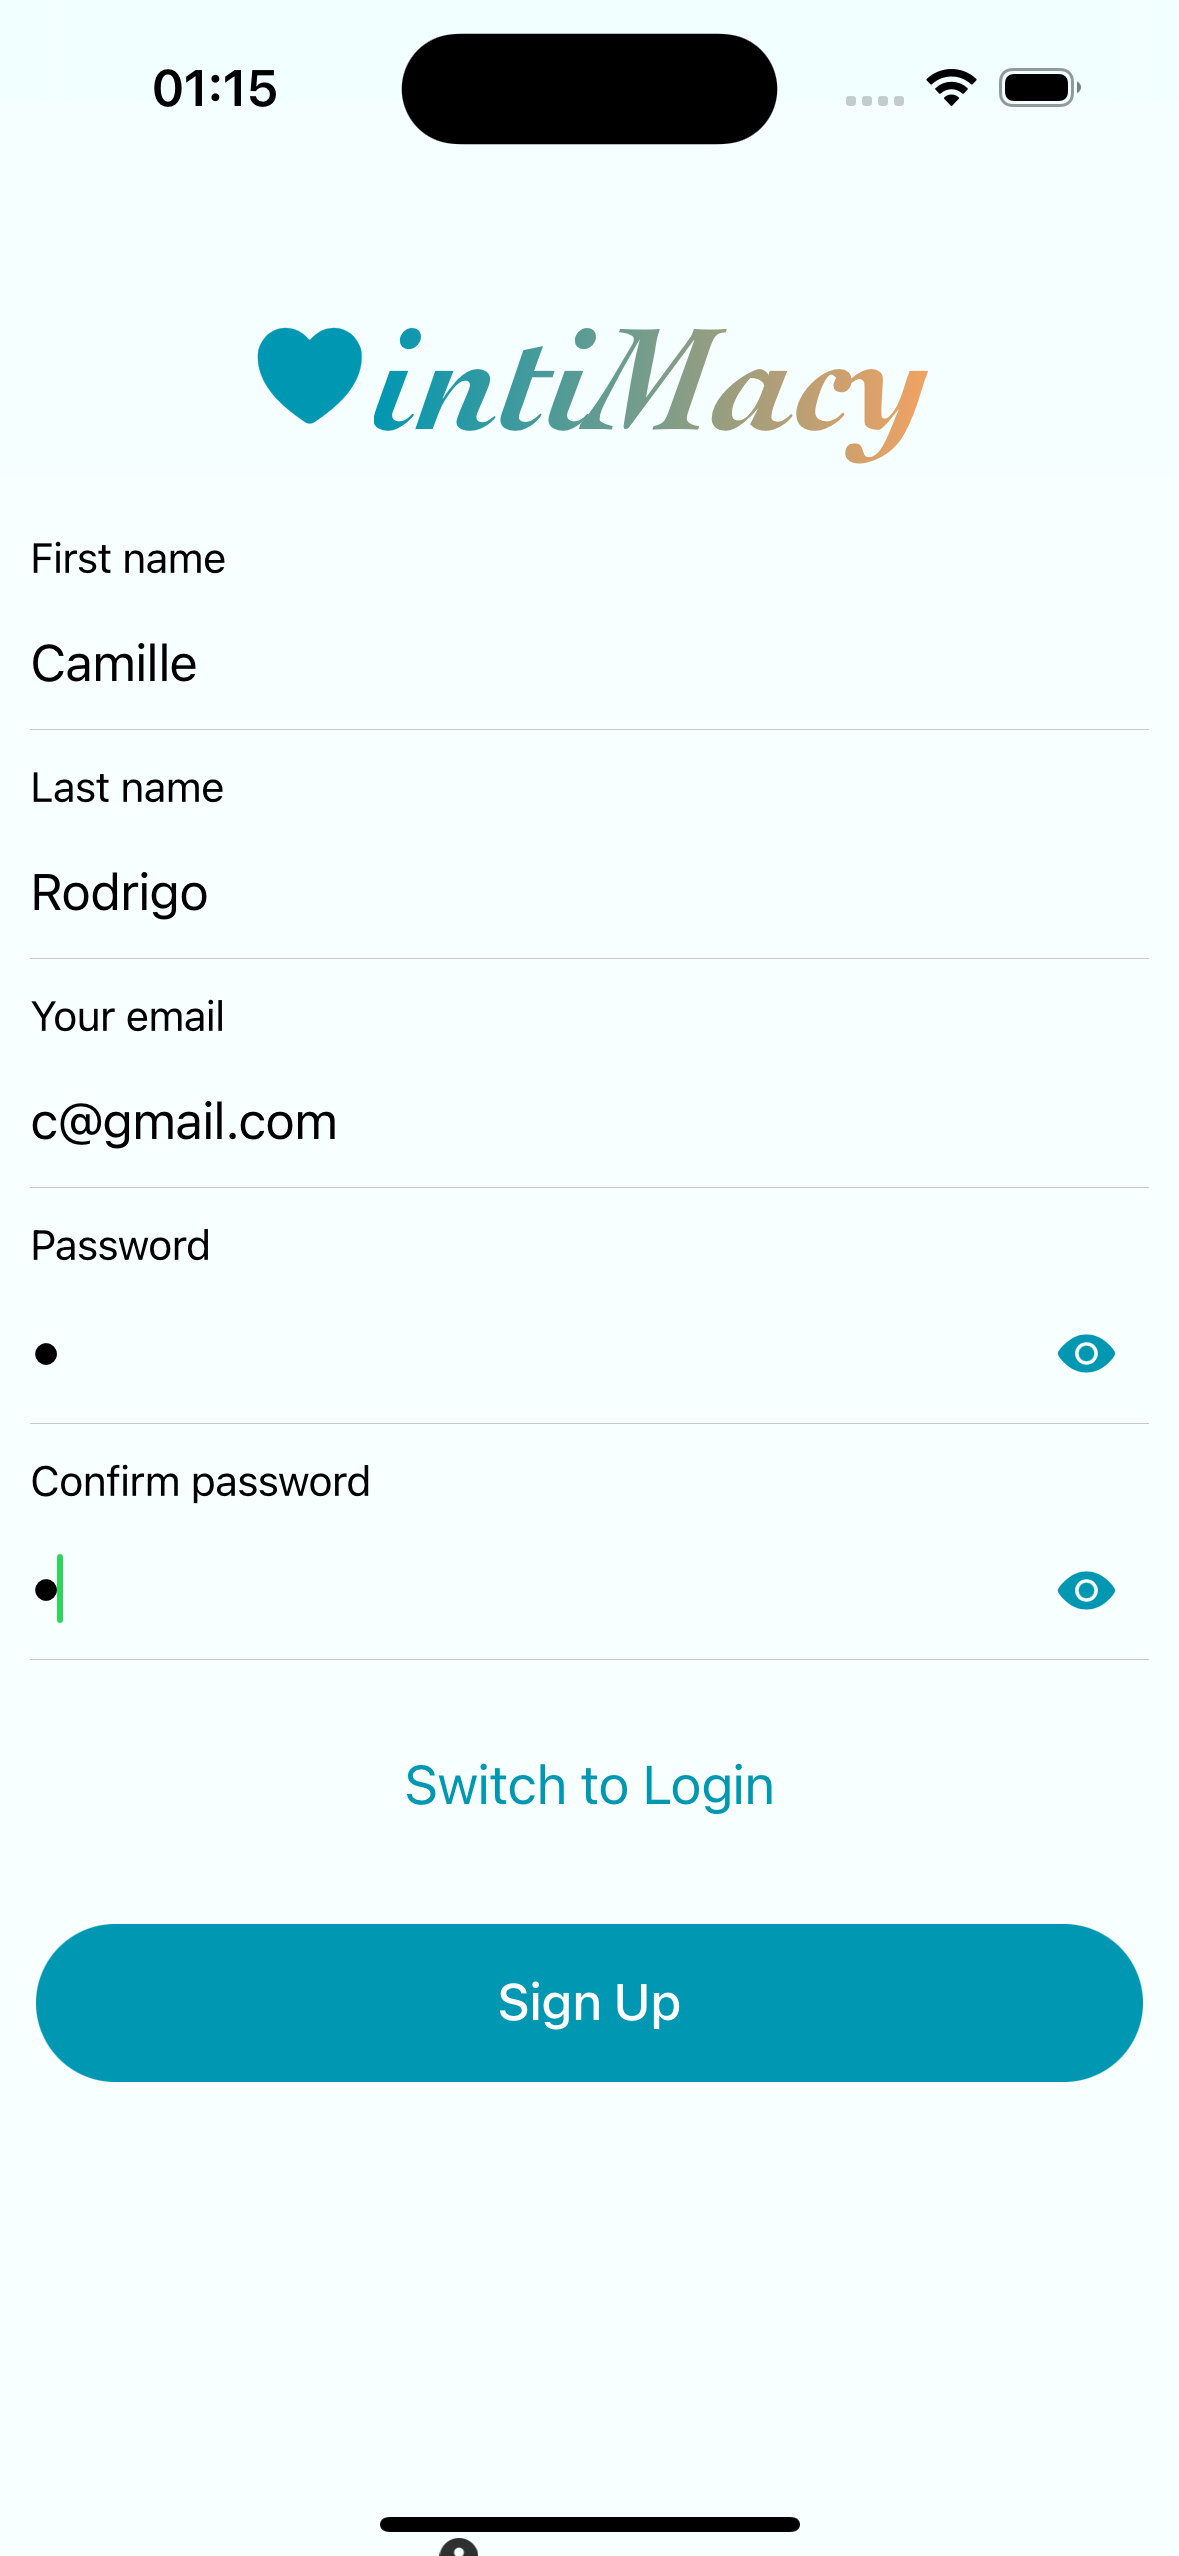 01:15
intiMacy
First name
Camille
Last name
Rodrigo
Your email
c@gmail.com
Password
Confirm password
Switch to Login
Sign Up